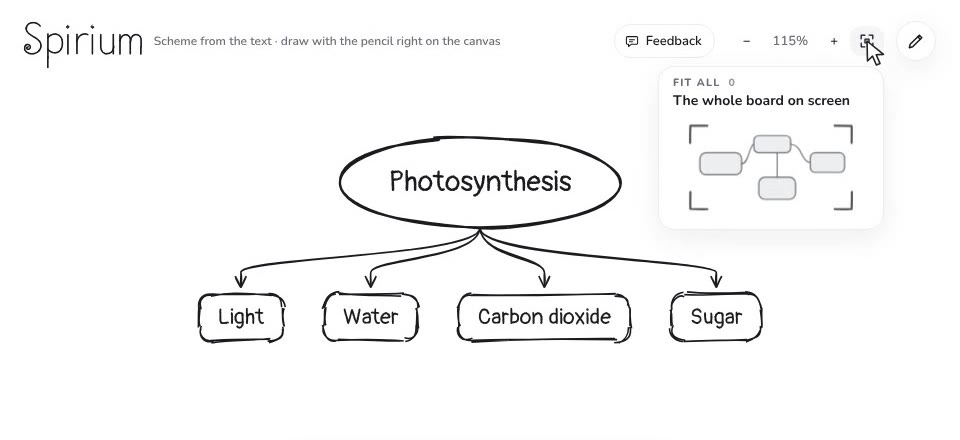 Spirium
Scheme from the text · draw with the pencil right on the canvas
Feedback
− 115% +
FIT ALL 0
The whole board on screen
Photosynthesis
Light
Water
Carbon dioxide
Sugar